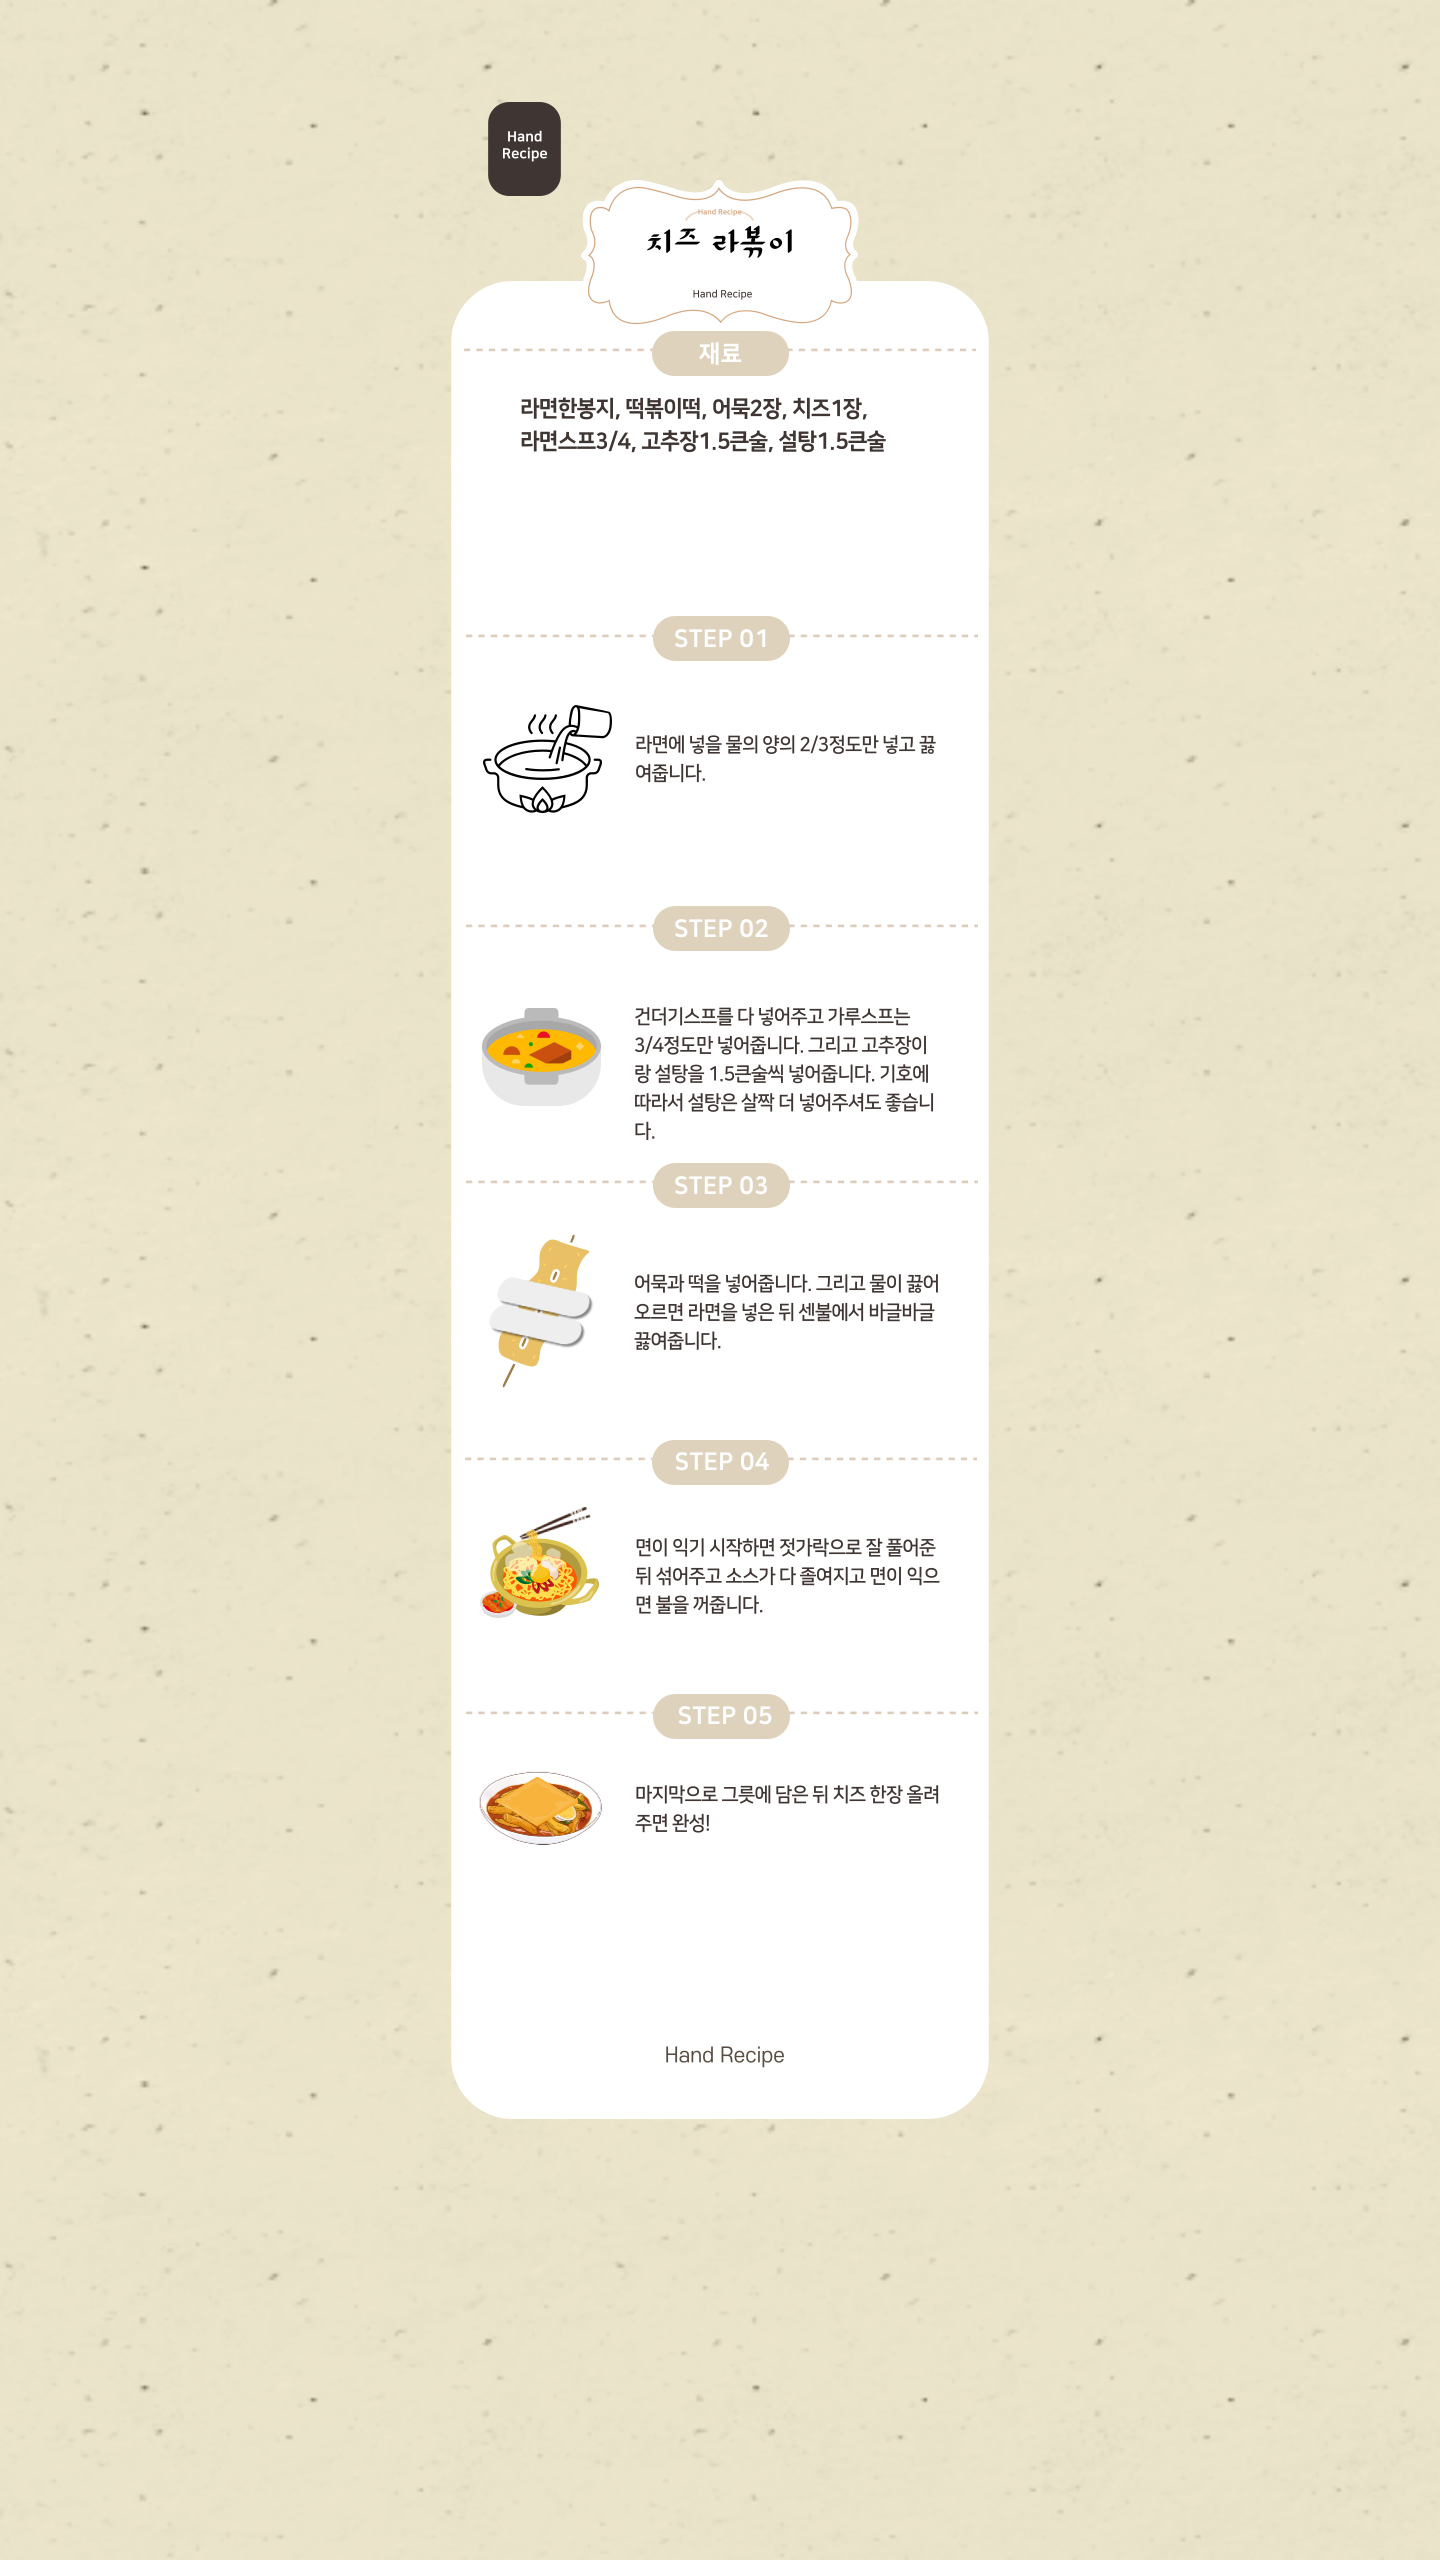 Hand
Recipe
Hand Recipe
치즈 라볶이
Hand Recipe
재료
라면한봉지, 떡볶이떡, 어묵2장, 치즈1장,
라면스프3/4, 고추장1.5큰술, 설탕1.5큰술
STEP 01
라면에 넣을 물의 양의 2/3정도만 넣고 끓
여줍니다.
STEP 02
건더기스프를 다 넣어주고 가루스프는
3/4정도만 넣어줍니다. 그리고 고추장이
랑 설탕을 1.5큰술씩 넣어줍니다. 기호에
따라서 설탕은 살짝 더 넣어주셔도 좋습니
다.
STEP 03
어묵과 떡을 넣어줍니다. 그리고 물이 끓어
오르면 라면을 넣은 뒤 센불에서 바글바글
끓여줍니다.
STEP 04
면이 익기 시작하면 젓가락으로 잘 풀어준
뒤 섞어주고 소스가 다 졸여지고 면이 익으
면 불을 꺼줍니다.
STEP 05
마지막으로 그릇에 담은 뒤 치즈 한장 올려
주면 완성!
Hand Recipe